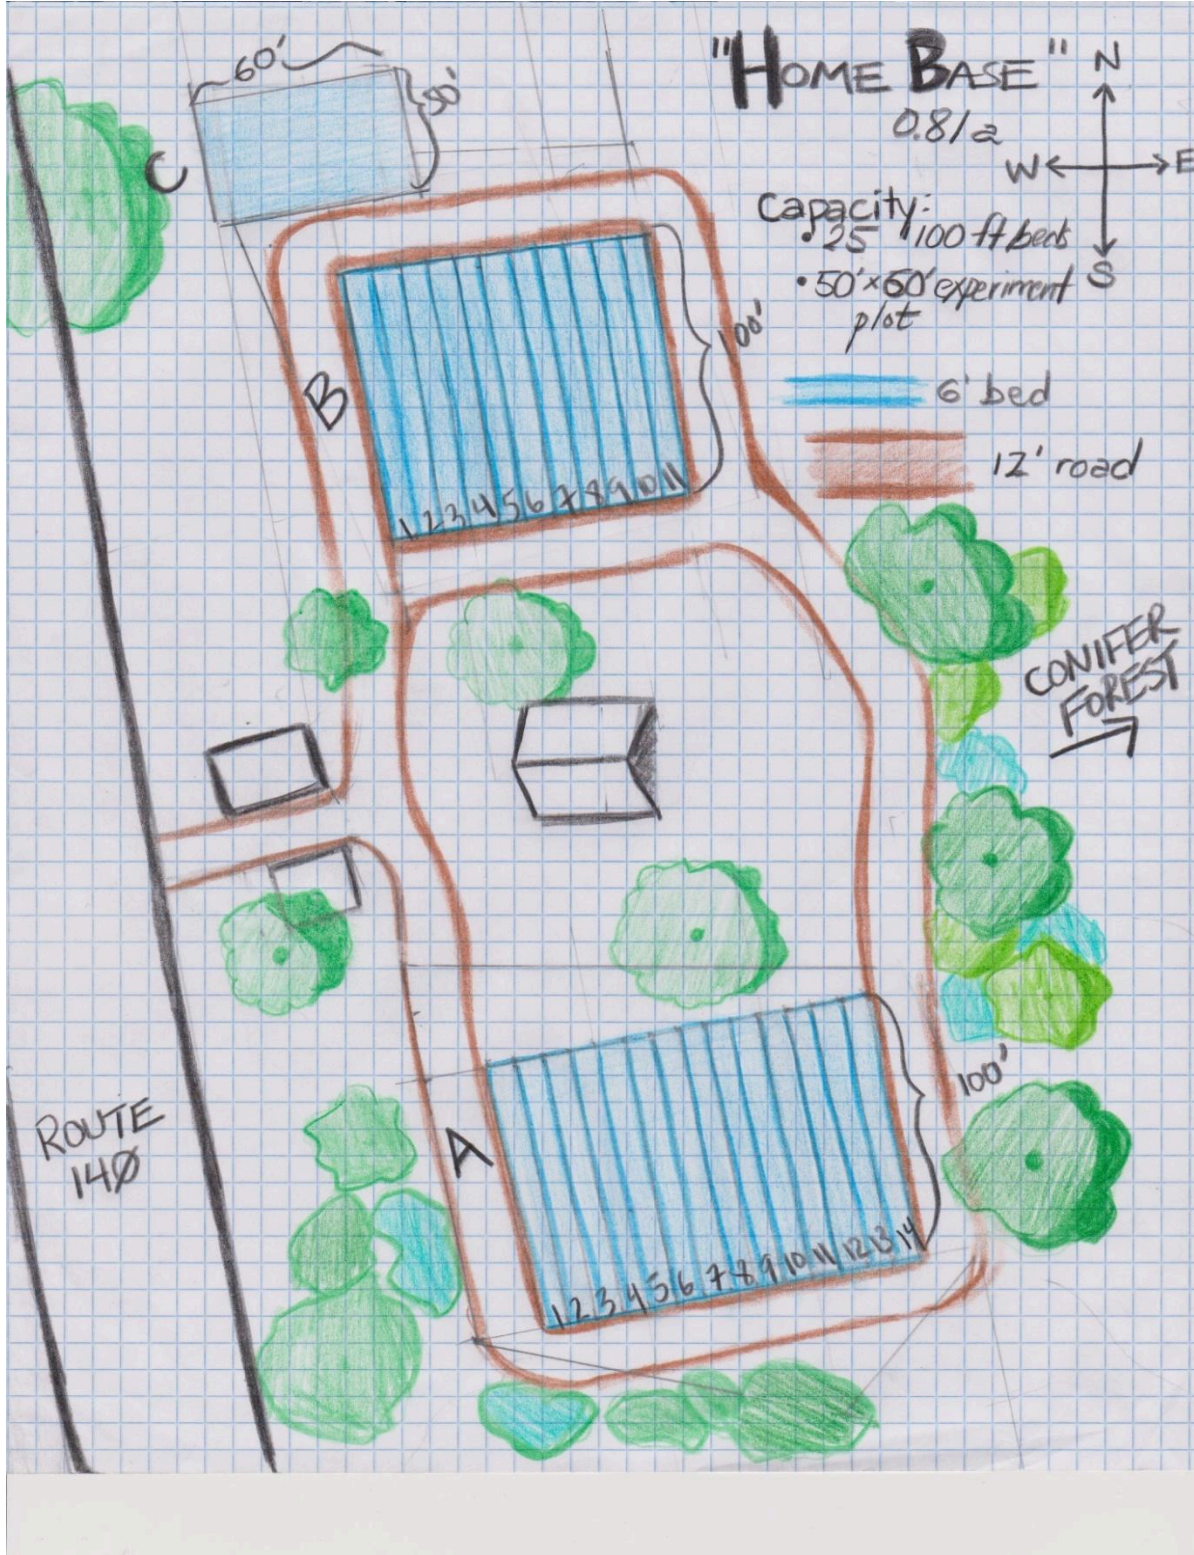 "HOME BASE"
0.81a
N
W E
S
Capacity:
• 25 100 ft beds
• 50'x60' experiment
plot
6' bed
12' road
60'
50'
C
B
100'
1 2 3 4 5 6 7 8 9 10 11
CONIFER
FOREST
A
100'
1 2 3 4 5 6 7 8 9 10 11 12 13 14
ROUTE
14Ø